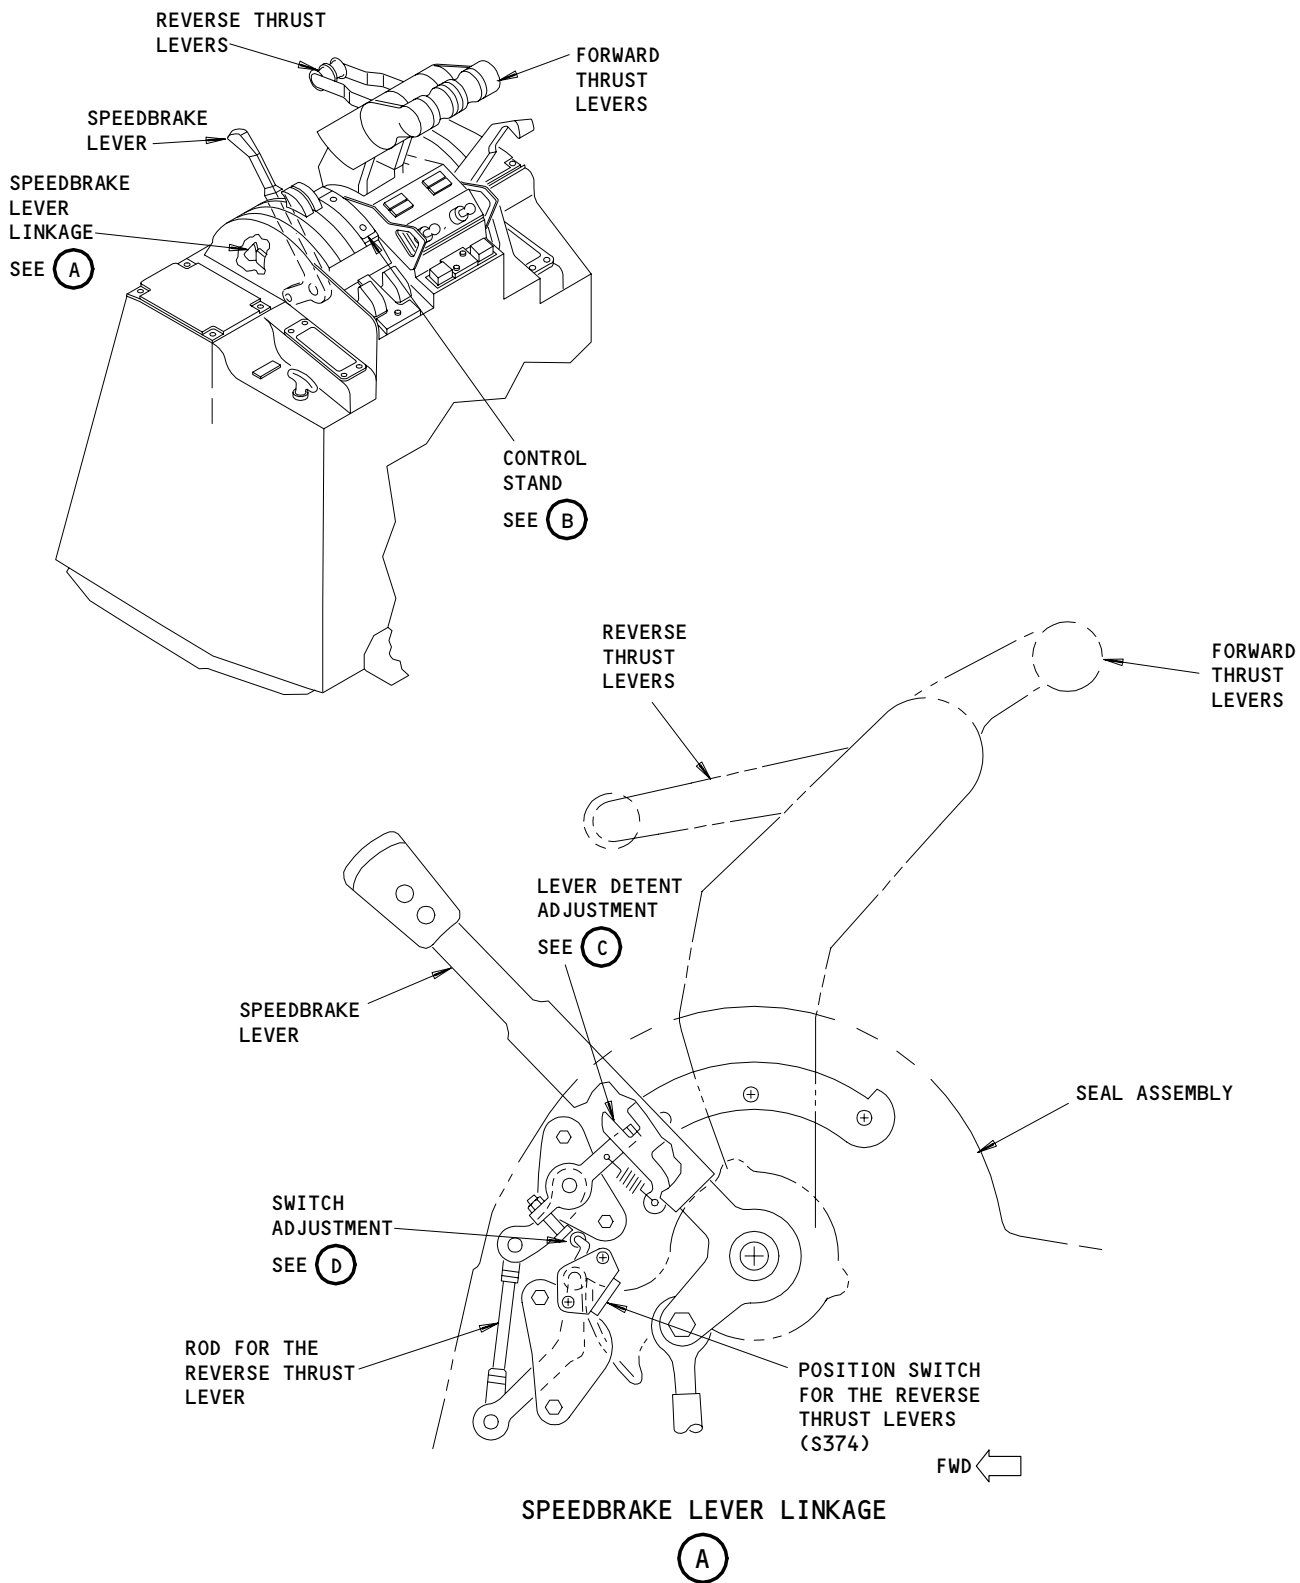 REVERSE THRUST
LEVERS
FORWARD
THRUST
LEVERS
SPEEDBRAKE
LEVER
SPEEDBRAKE
LEVER
LINKAGE
SEE A
CONTROL
STAND
SEE B
REVERSE
THRUST
LEVERS
FORWARD
THRUST
LEVERS
LEVER DETENT
ADJUSTMENT
SEE C
SPEEDBRAKE
LEVER
SEAL ASSEMBLY
SWITCH
ADJUSTMENT
SEE D
ROD FOR THE
REVERSE THRUST
LEVER
POSITION SWITCH
FOR THE REVERSE
THRUST LEVERS
(S374)
FWD
SPEEDBRAKE LEVER LINKAGE
A